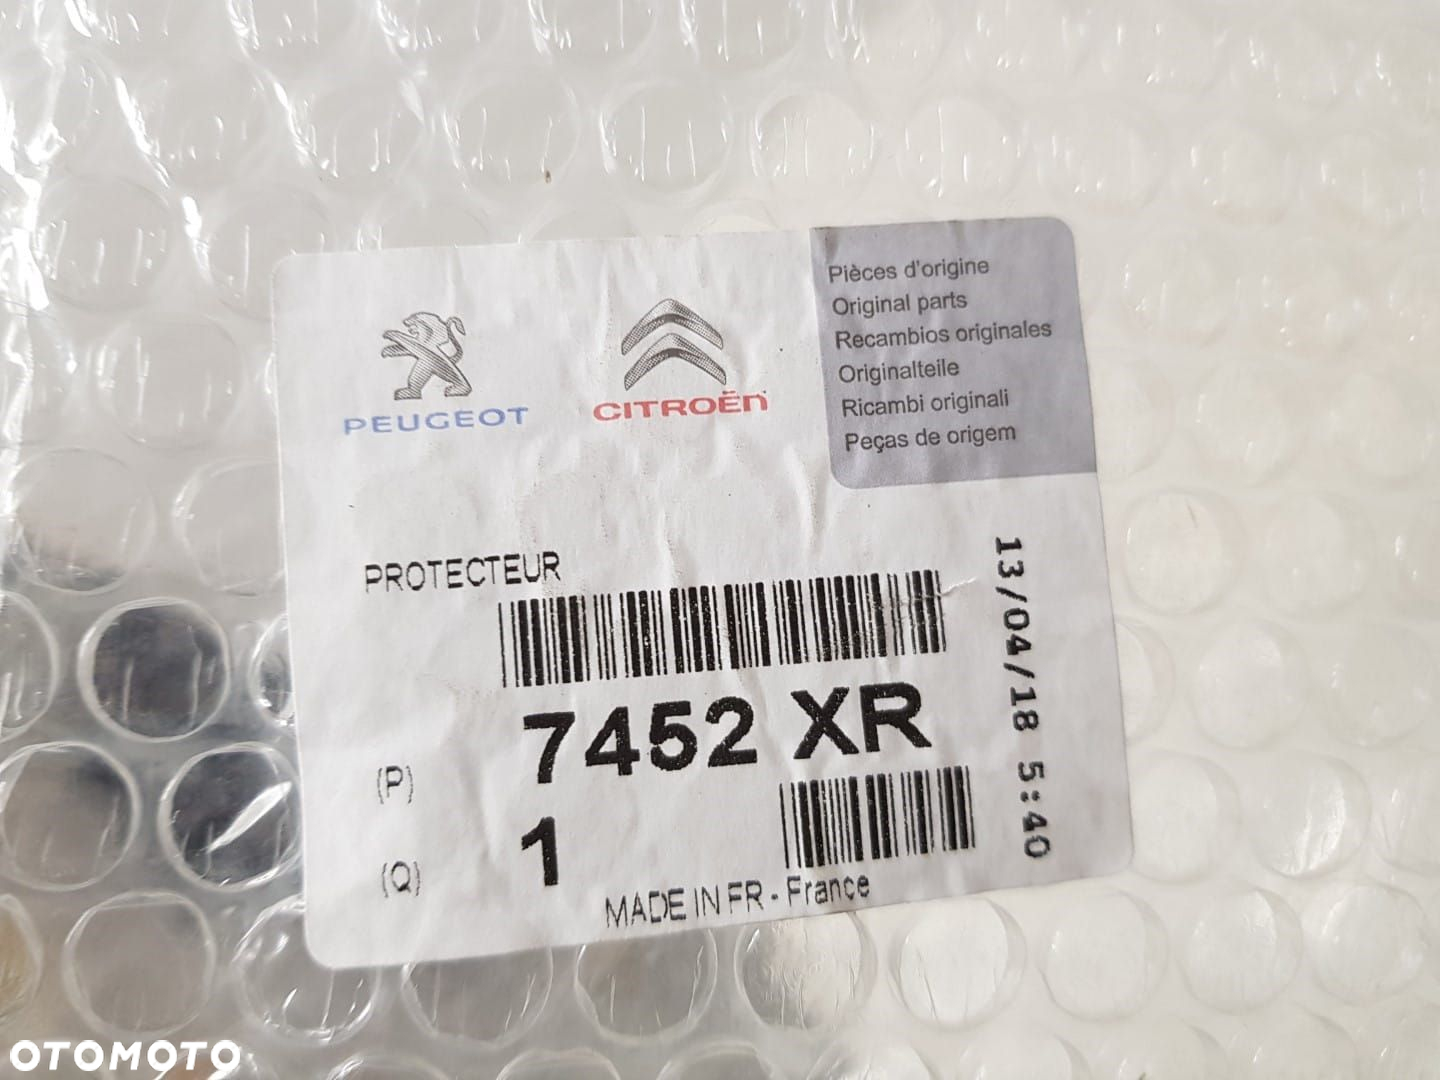 PEUGEOT
CITROËN
Pièces d'origine
Original parts
Recambios originales
Originalteile
Ricambi originali
Peças de origem
PROTECTEUR
(P) 7452 XR
(Q) 1
MADE IN FR - France
13/04/18 5:40
OTOMOTO